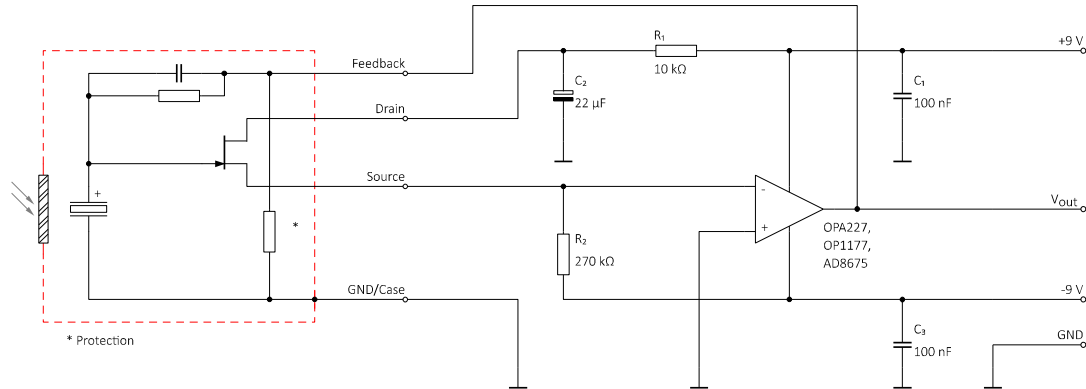 R₁
+9 V
Feedback
10 kΩ
C₂
22 µF
C₁
100 nF
Drain
+
Source
-
Vout
*
R₂
270 kΩ
+
OPA227,
OP1177,
AD8675
GND/Case
-9 V
* Protection
C₃
100 nF
GND